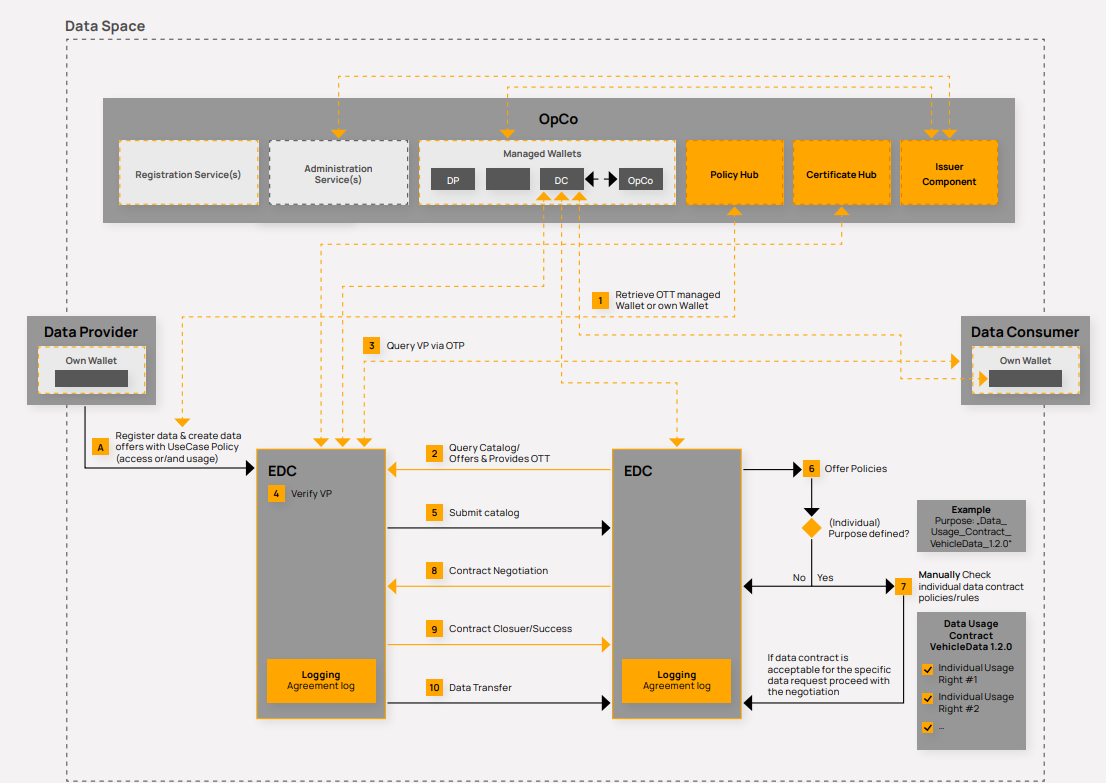 Data Space
OpCo
Registration Service(s)
Administration
Service(s)
Managed Wallets
DP
DC
OpCo
Policy Hub
Certificate Hub
Issuer
Component
1
Retrieve OTT managed
Wallet or own Wallet
Data Provider
Own Wallet
3
Query VP via OTP
Data Consumer
Own Wallet
A
Register data & create data
offers with UseCase Policy
(access or/and usage)
EDC
4
Verify VP
2
Query Catalog/
Offers & Provides OTT
5
Submit catalog
8
Contract Negotiation
9
Contract Closuer/Success
10
Data Transfer
Logging
Agreement log
EDC
Logging
Agreement log
6
Offer Policies
(Individual)
Purpose defined?
No
Yes
Example
Purpose: „Data_
Usage_Contract_
VehicleData_1.2.0"
7
Manually Check
individual data contract
policies/rules
If data contract is
acceptable for the specific
data request proceed with
the negotiation
Data Usage
Contract
VehicleData 1.2.0
Individual Usage
Right #1
Individual Usage
Right #2
...